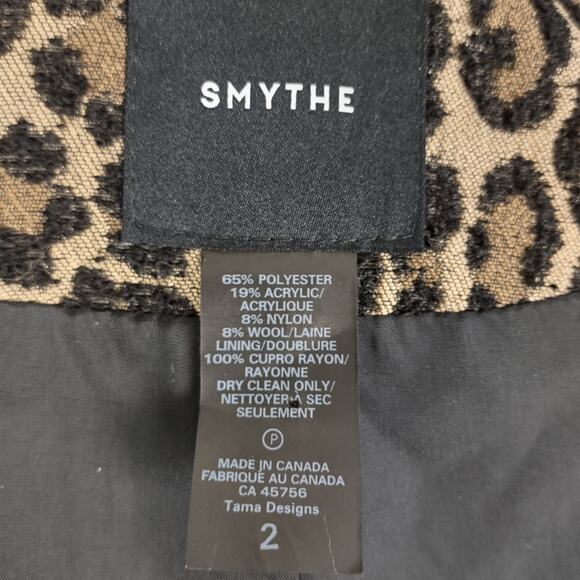 SMYTHE
65% POLYESTER
19% ACRYLIC/
ACRYLIQUE
8% NYLON
8% WOOL/LAINE
LINING/DOUBLURE
100% CUPRO RAYON/
RAYONNE
DRY CLEAN ONLY/
NETTOYER À SEC
SEULEMENT
P
MADE IN CANADA
FABRIQUÉ AU CANADA
CA 45756
Tama Designs
2